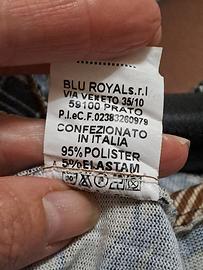 BLU ROYALS.r.l
VIA VENETO 35/10
59100 PRATO
P.I.eC.F.02383260979
CONFEZIONATO
IN ITALIA
95% POLISTER
5% ELASTAM